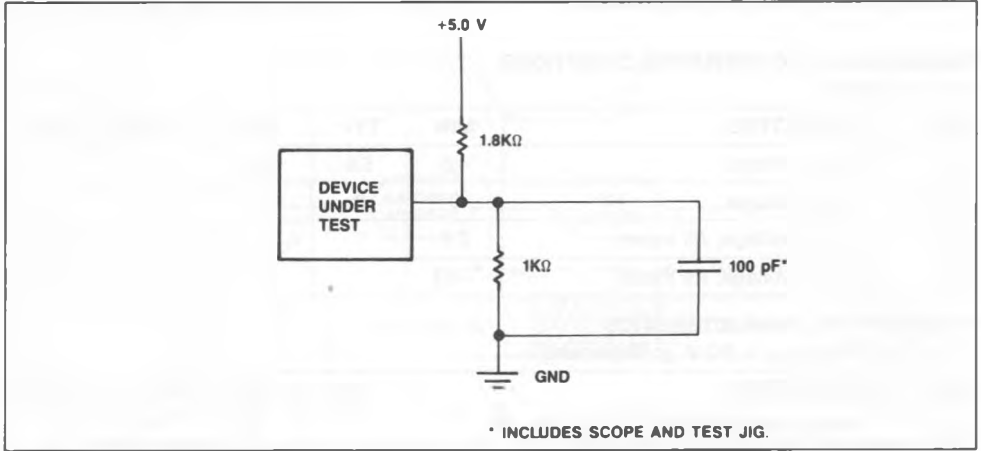 +5.0 V
1.8KΩ
DEVICE
UNDER
TEST
1KΩ
100 pF*
GND
* INCLUDES SCOPE AND TEST JIG.